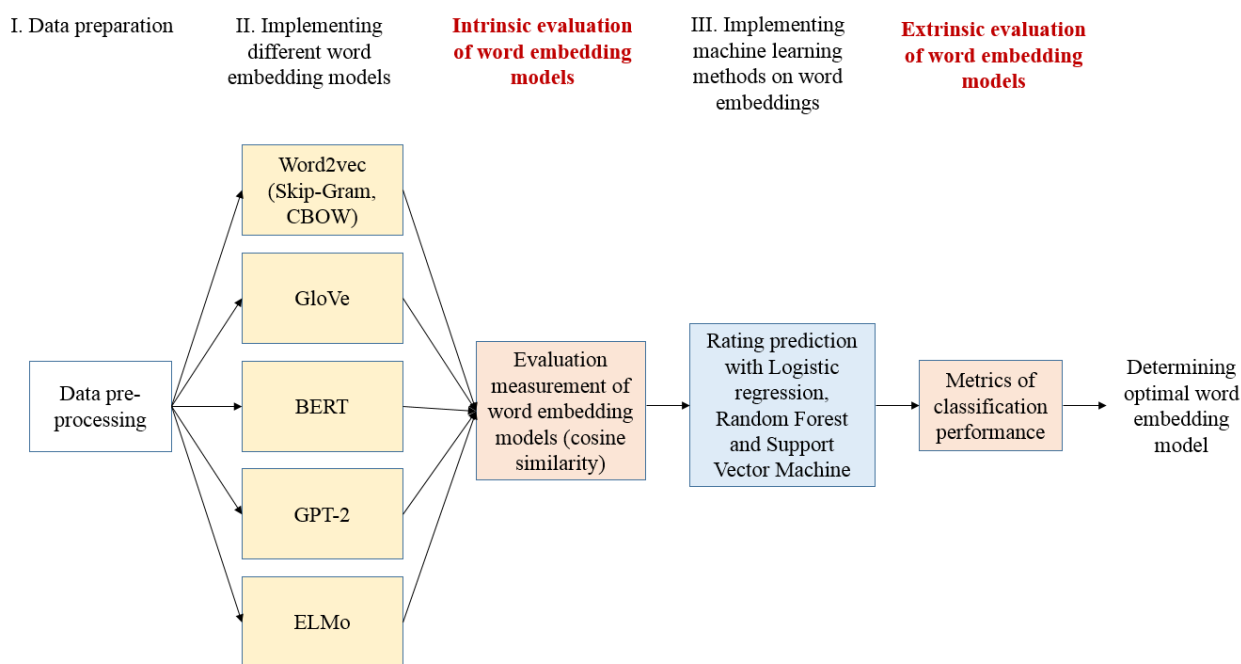 I. Data preparation
II. Implementing
different word
embedding models
Intrinsic evaluation
of word embedding
models
III. Implementing
machine learning
methods on word
embeddings
Extrinsic evaluation
of word embedding
models
Data pre-
processing
Word2vec
(Skip-Gram,
CBOW)
GloVe
BERT
GPT-2
ELMo
Evaluation
measurement of
word embedding
models (cosine
similarity)
Rating prediction
with Logistic
regression,
Random Forest
and Support
Vector Machine
Metrics of
classification
performance
Determining
optimal word
embedding
model